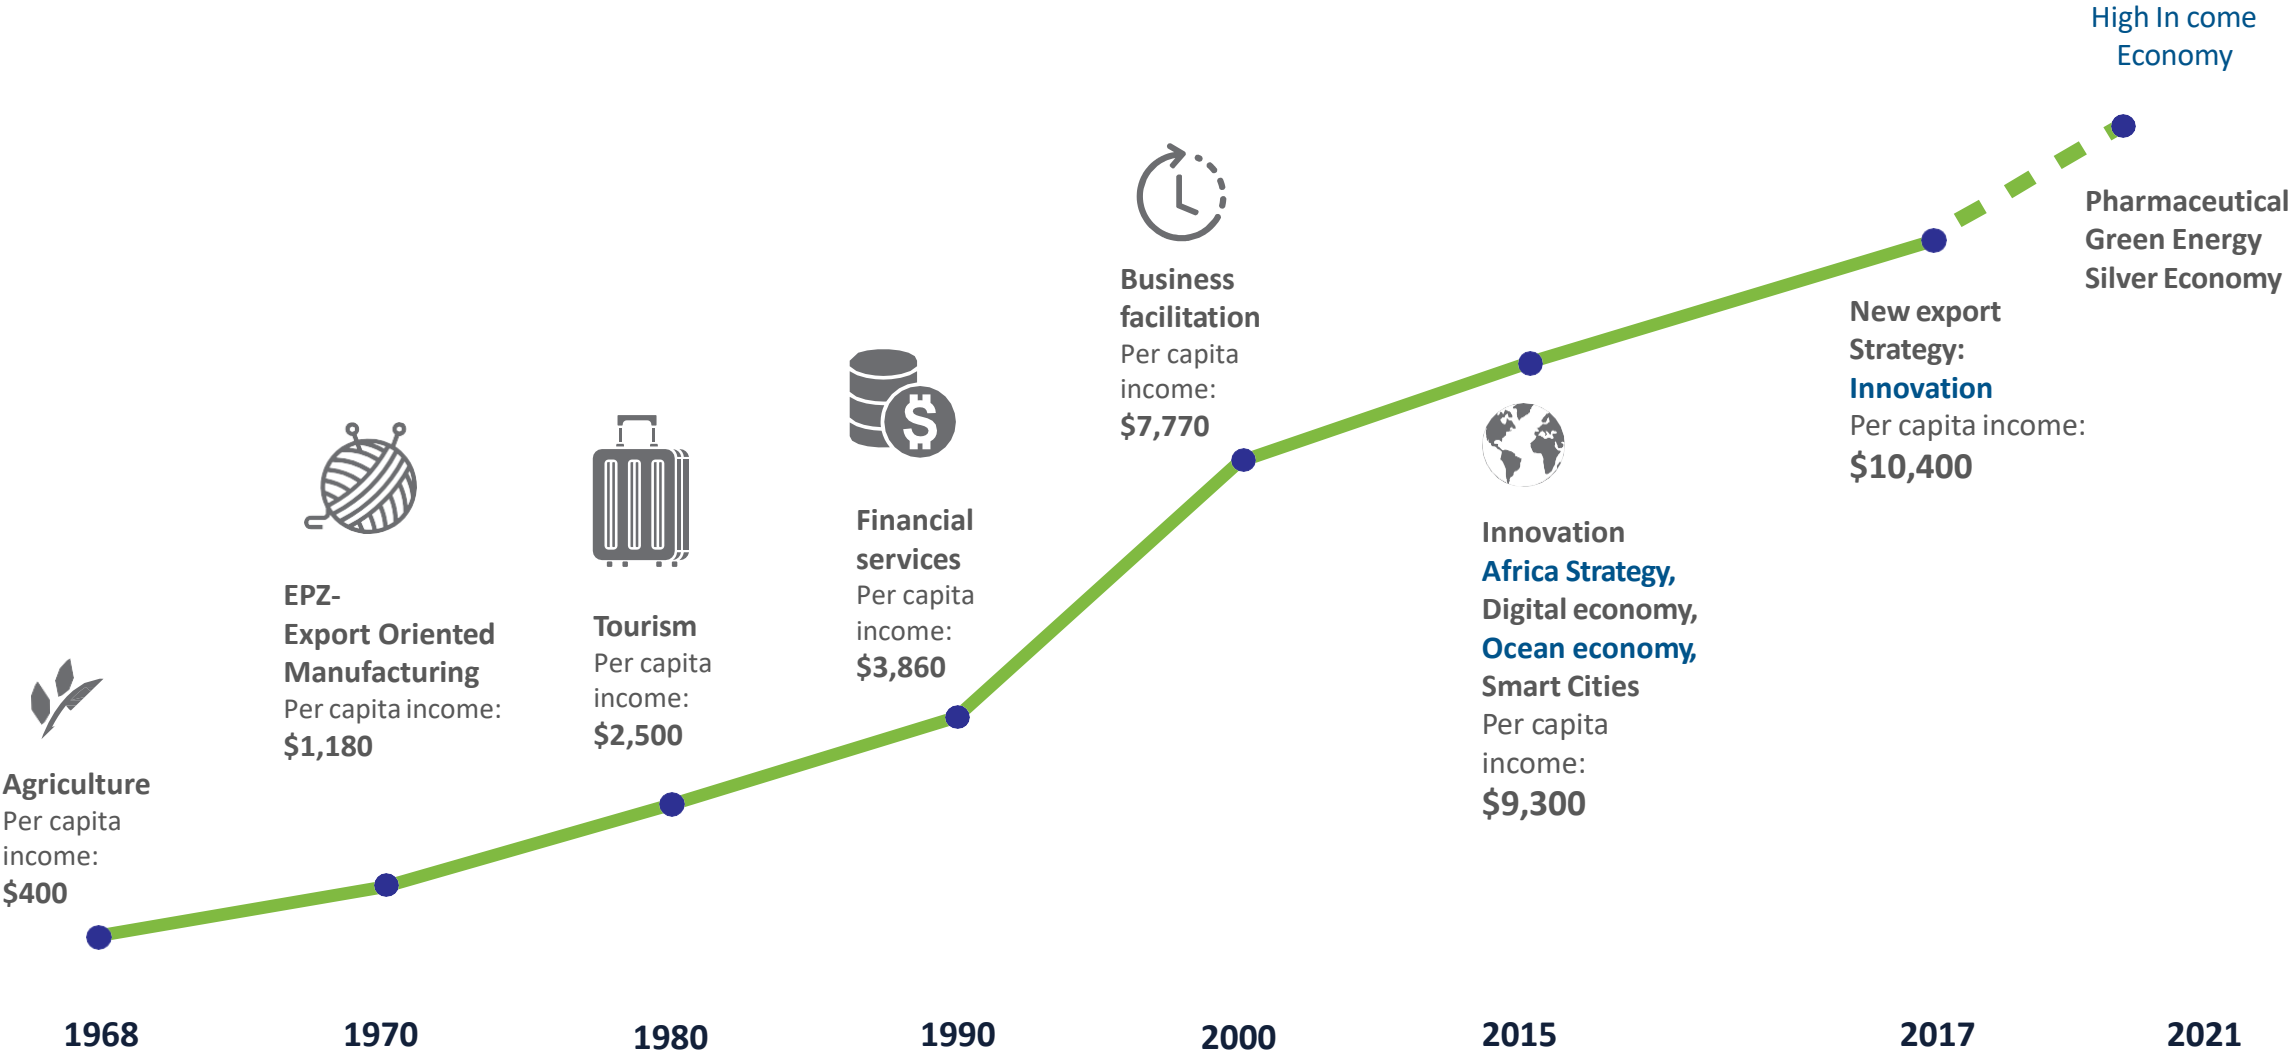 High In come
Economy
Pharmaceutical
Green Energy
Silver Economy
New export
Strategy:
Innovation
Per capita income:
$10,400
Business
facilitation
Per capita
income:
$7,770
Innovation
Africa Strategy,
Digital economy,
Ocean economy,
Smart Cities
Per capita
income:
$9,300
Financial
services
Per capita
income:
$3,860
Tourism
Per capita
income:
$2,500
EPZ-
Export Oriented
Manufacturing
Per capita income:
$1,180
Agriculture
Per capita
income:
$400
$
1968
1970
1980
1990
2000
2015
2017
2021